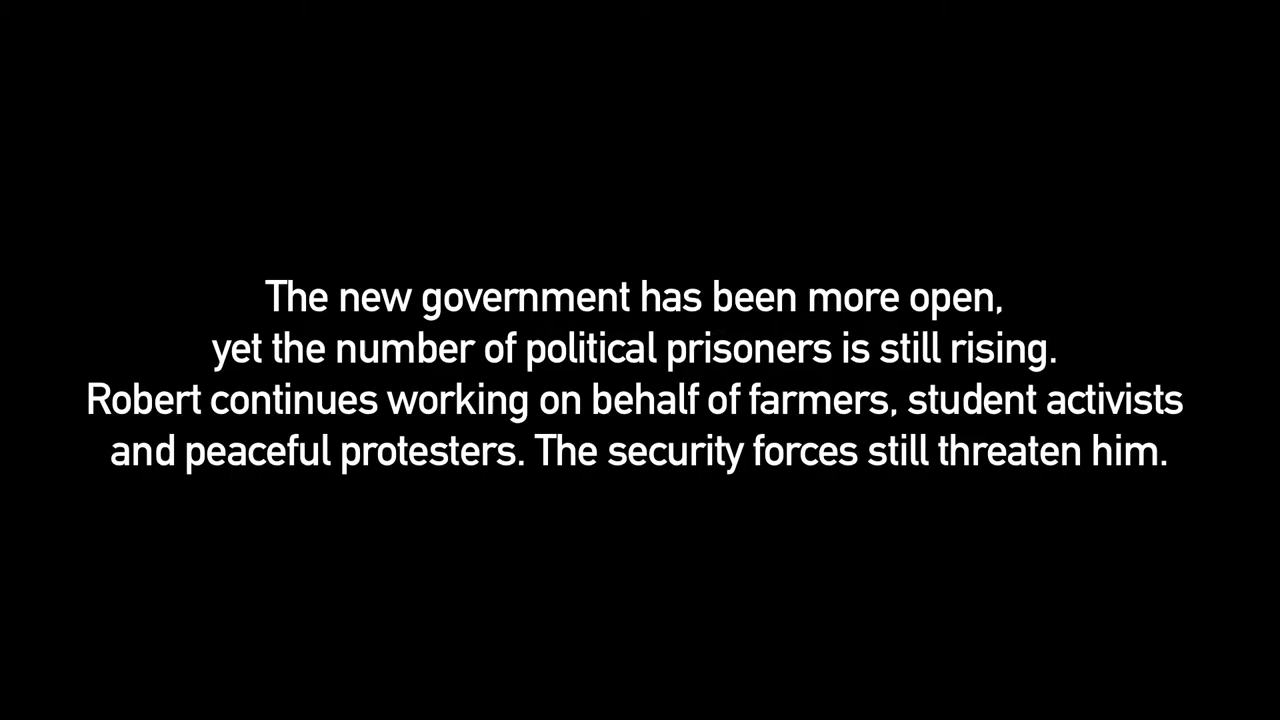 The new government has been more open,
yet the number of political prisoners is still rising.
Robert continues working on behalf of farmers, student activists
and peaceful protesters. The security forces still threaten him.